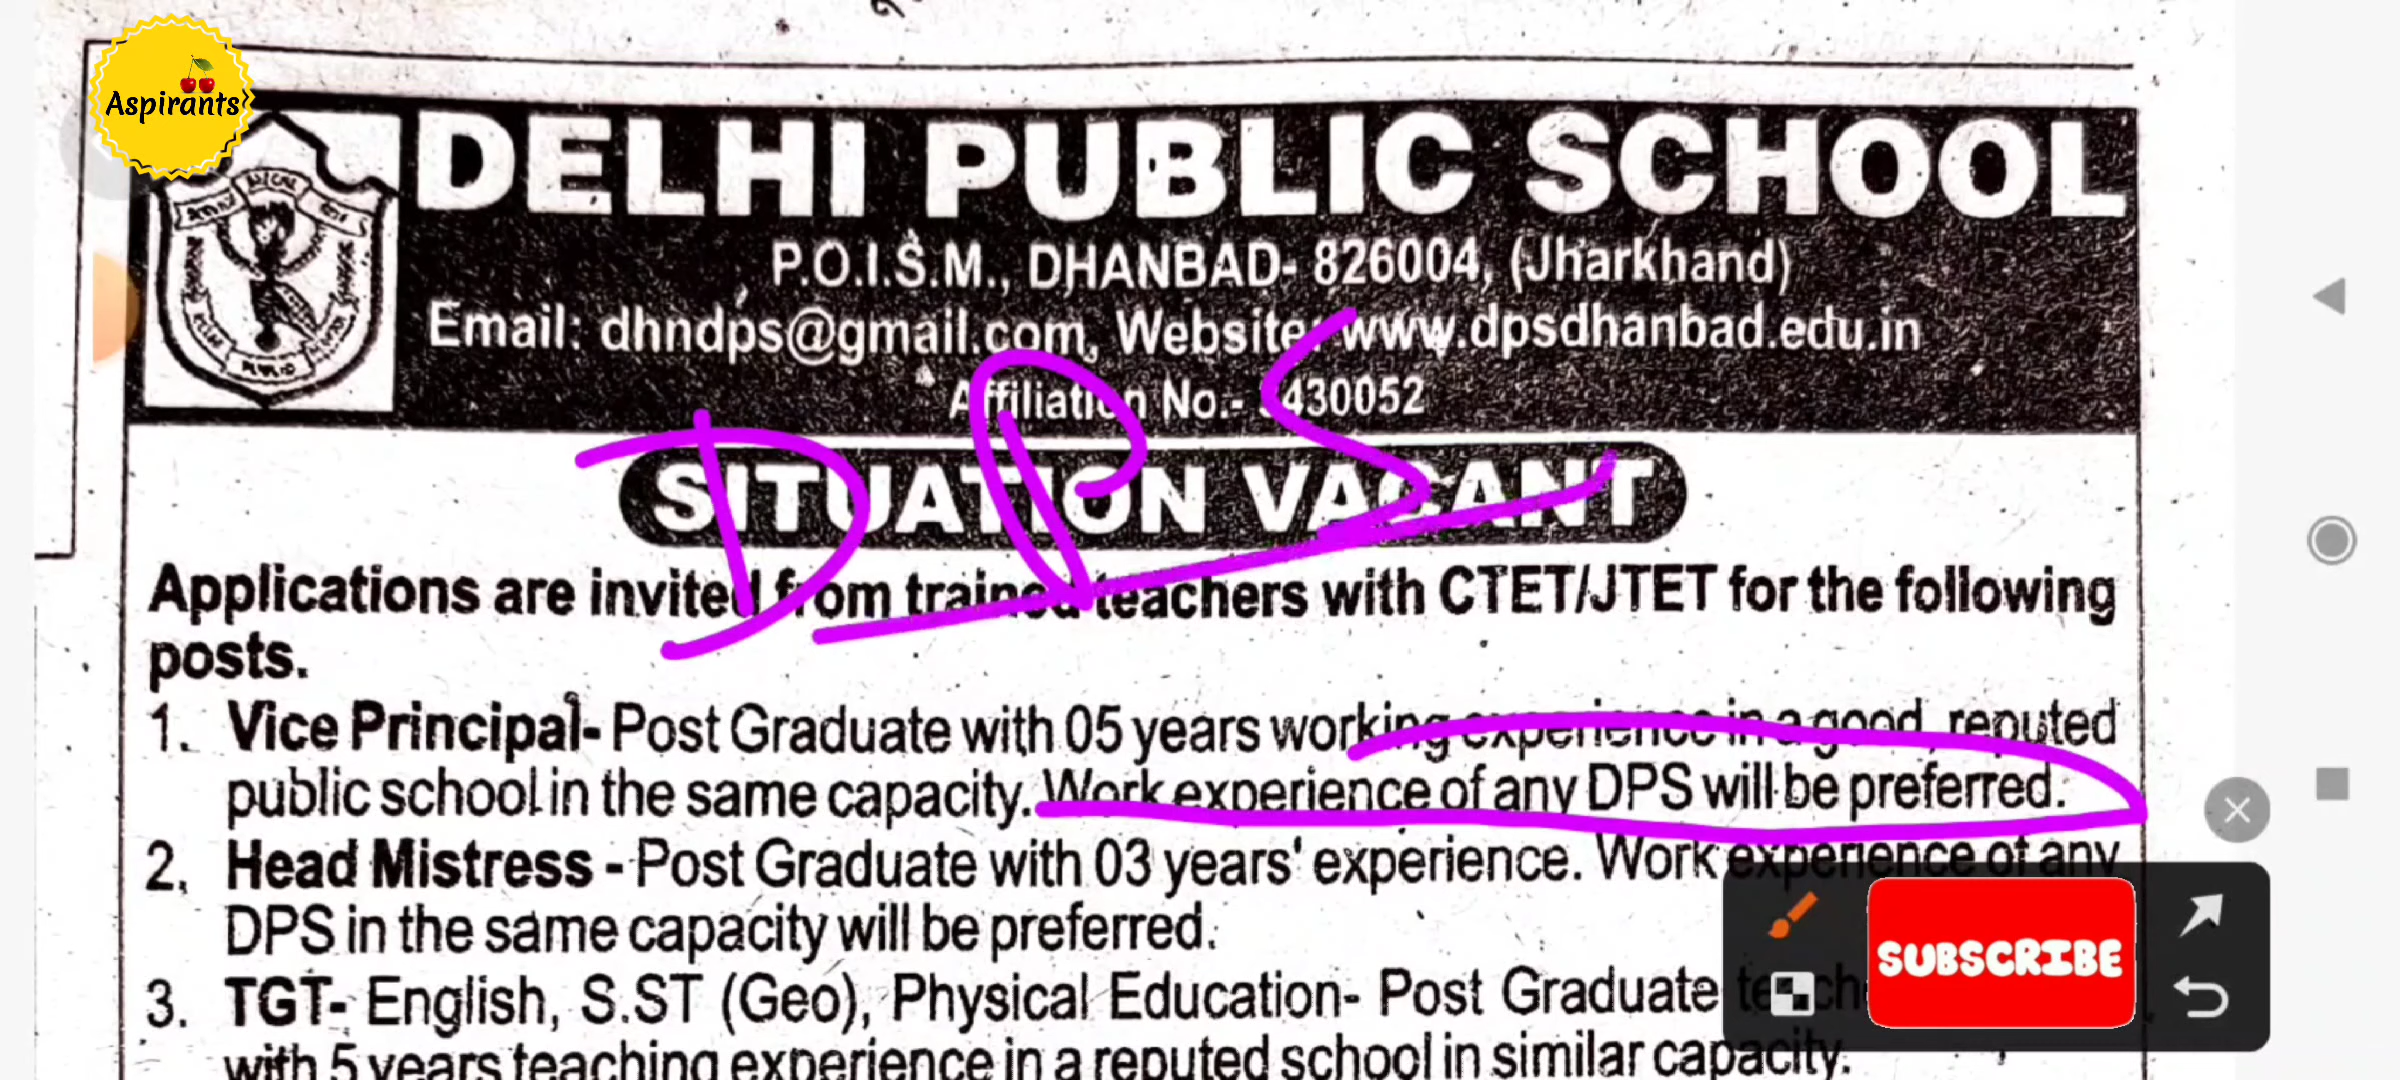 Aspirants
DELHI PUBLIC SCHOOL
P.O.I.S.M., DHANBAD- 826004, (Jharkhand)
Email: dhndps@gmail.com, Website: www.dpsdhanbad.edu.in
Affiliation No.- 3430052
DPS
SITUATION VACANT
Applications are invited from trained teachers with CTET/JTET for the following
posts.
1. Vice Principal- Post Graduate with 05 years working experience in a good, reputed
public school in the same capacity. Work experience of any DPS will be preferred.
2. Head Mistress - Post Graduate with 03 years' experience. Work experience of any
DPS in the same capacity will be preferred.
3. TGT- English, S.ST (Geo), Physical Education- Post Graduate
with 5 years teaching experience in a reputed school in similar capacity.
SUBSCRIBE